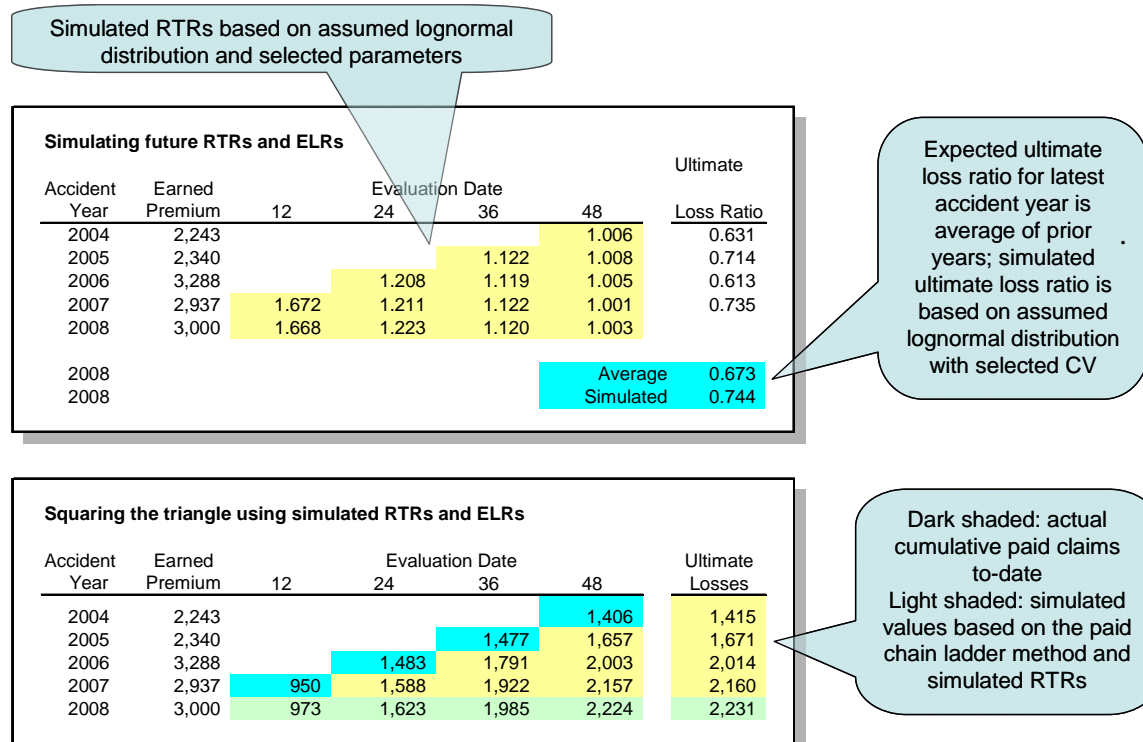 Simulated RTRs based on assumed lognormal
distribution and selected parameters
Simulating future RTRs and ELRs
Ultimate
Accident Earned Evaluation Date
Year Premium 12 24 36 48 Loss Ratio
2004 2,243 1.006 0.631
2005 2,340 1.122 1.008 0.714
2006 3,288 1.208 1.119 1.005 0.613
2007 2,937 1.672 1.211 1.122 1.001 0.735
2008 3,000 1.668 1.223 1.120 1.003
2008 Average 0.673
2008 Simulated 0.744
Expected ultimate
loss ratio for latest
accident year is
average of prior
years; simulated
ultimate loss ratio is
based on assumed
lognormal distribution
with selected CV
.
Squaring the triangle using simulated RTRs and ELRs
Accident Earned Evaluation Date Ultimate
Year Premium 12 24 36 48 Losses
2004 2,243 1,406 1,415
2005 2,340 1,477 1,657 1,671
2006 3,288 1,483 1,791 2,003 2,014
2007 2,937 950 1,588 1,922 2,157 2,160
2008 3,000 973 1,623 1,985 2,224 2,231
Dark shaded: actual
cumulative paid claims
to-date
Light shaded: simulated
values based on the paid
chain ladder method and
simulated RTRs